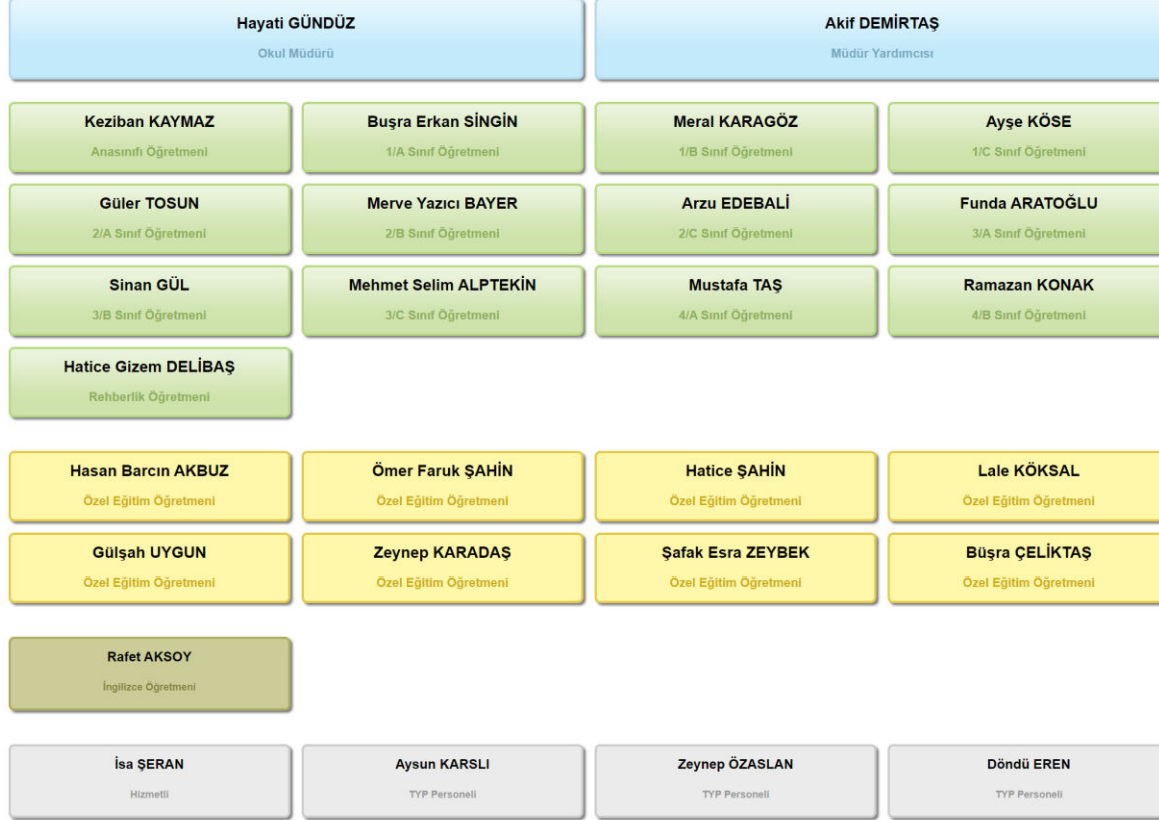 Hayati GÜNDÜZ
Okul Müdürü
Akif DEMİRTAŞ
Müdür Yardımcısı
Keziban KAYMAZ
Anasınıfı Öğretmeni
Buşra Erkan SİNGİN
1/A Sınıf Öğretmeni
Meral KARAGÖZ
1/B Sınıf Öğretmeni
Ayşe KÖSE
1/C Sınıf Öğretmeni
Güler TOSUN
2/A Sınıf Öğretmeni
Merve Yazıcı BAYER
2/B Sınıf Öğretmeni
Arzu EDEBALİ
2/C Sınıf Öğretmeni
Funda ARATOĞLU
3/A Sınıf Öğretmeni
Sinan GÜL
3/B Sınıf Öğretmeni
Mehmet Selim ALPTEKİN
3/C Sınıf Öğretmeni
Mustafa TAŞ
4/A Sınıf Öğretmeni
Ramazan KONAK
4/B Sınıf Öğretmeni
Hatice Gizem DELİBAŞ
Rehberlik Öğretmeni
Hasan Barcın AKBUZ
Özel Eğitim Öğretmeni
Ömer Faruk ŞAHİN
Özel Eğitim Öğretmeni
Hatice ŞAHİN
Özel Eğitim Öğretmeni
Lale KÖKSAL
Özel Eğitim Öğretmeni
Gülşah UYGUN
Özel Eğitim Öğretmeni
Zeynep KARADAŞ
Özel Eğitim Öğretmeni
Şafak Esra ZEYBEK
Özel Eğitim Öğretmeni
Büşra ÇELİKTAŞ
Özel Eğitim Öğretmeni
Rafet AKSOY
İngilizce Öğretmeni
İsa ŞERAN
Hizmetli
Aysun KARSLI
TYP Personeli
Zeynep ÖZASLAN
TYP Personeli
Döndü EREN
TYP Personeli